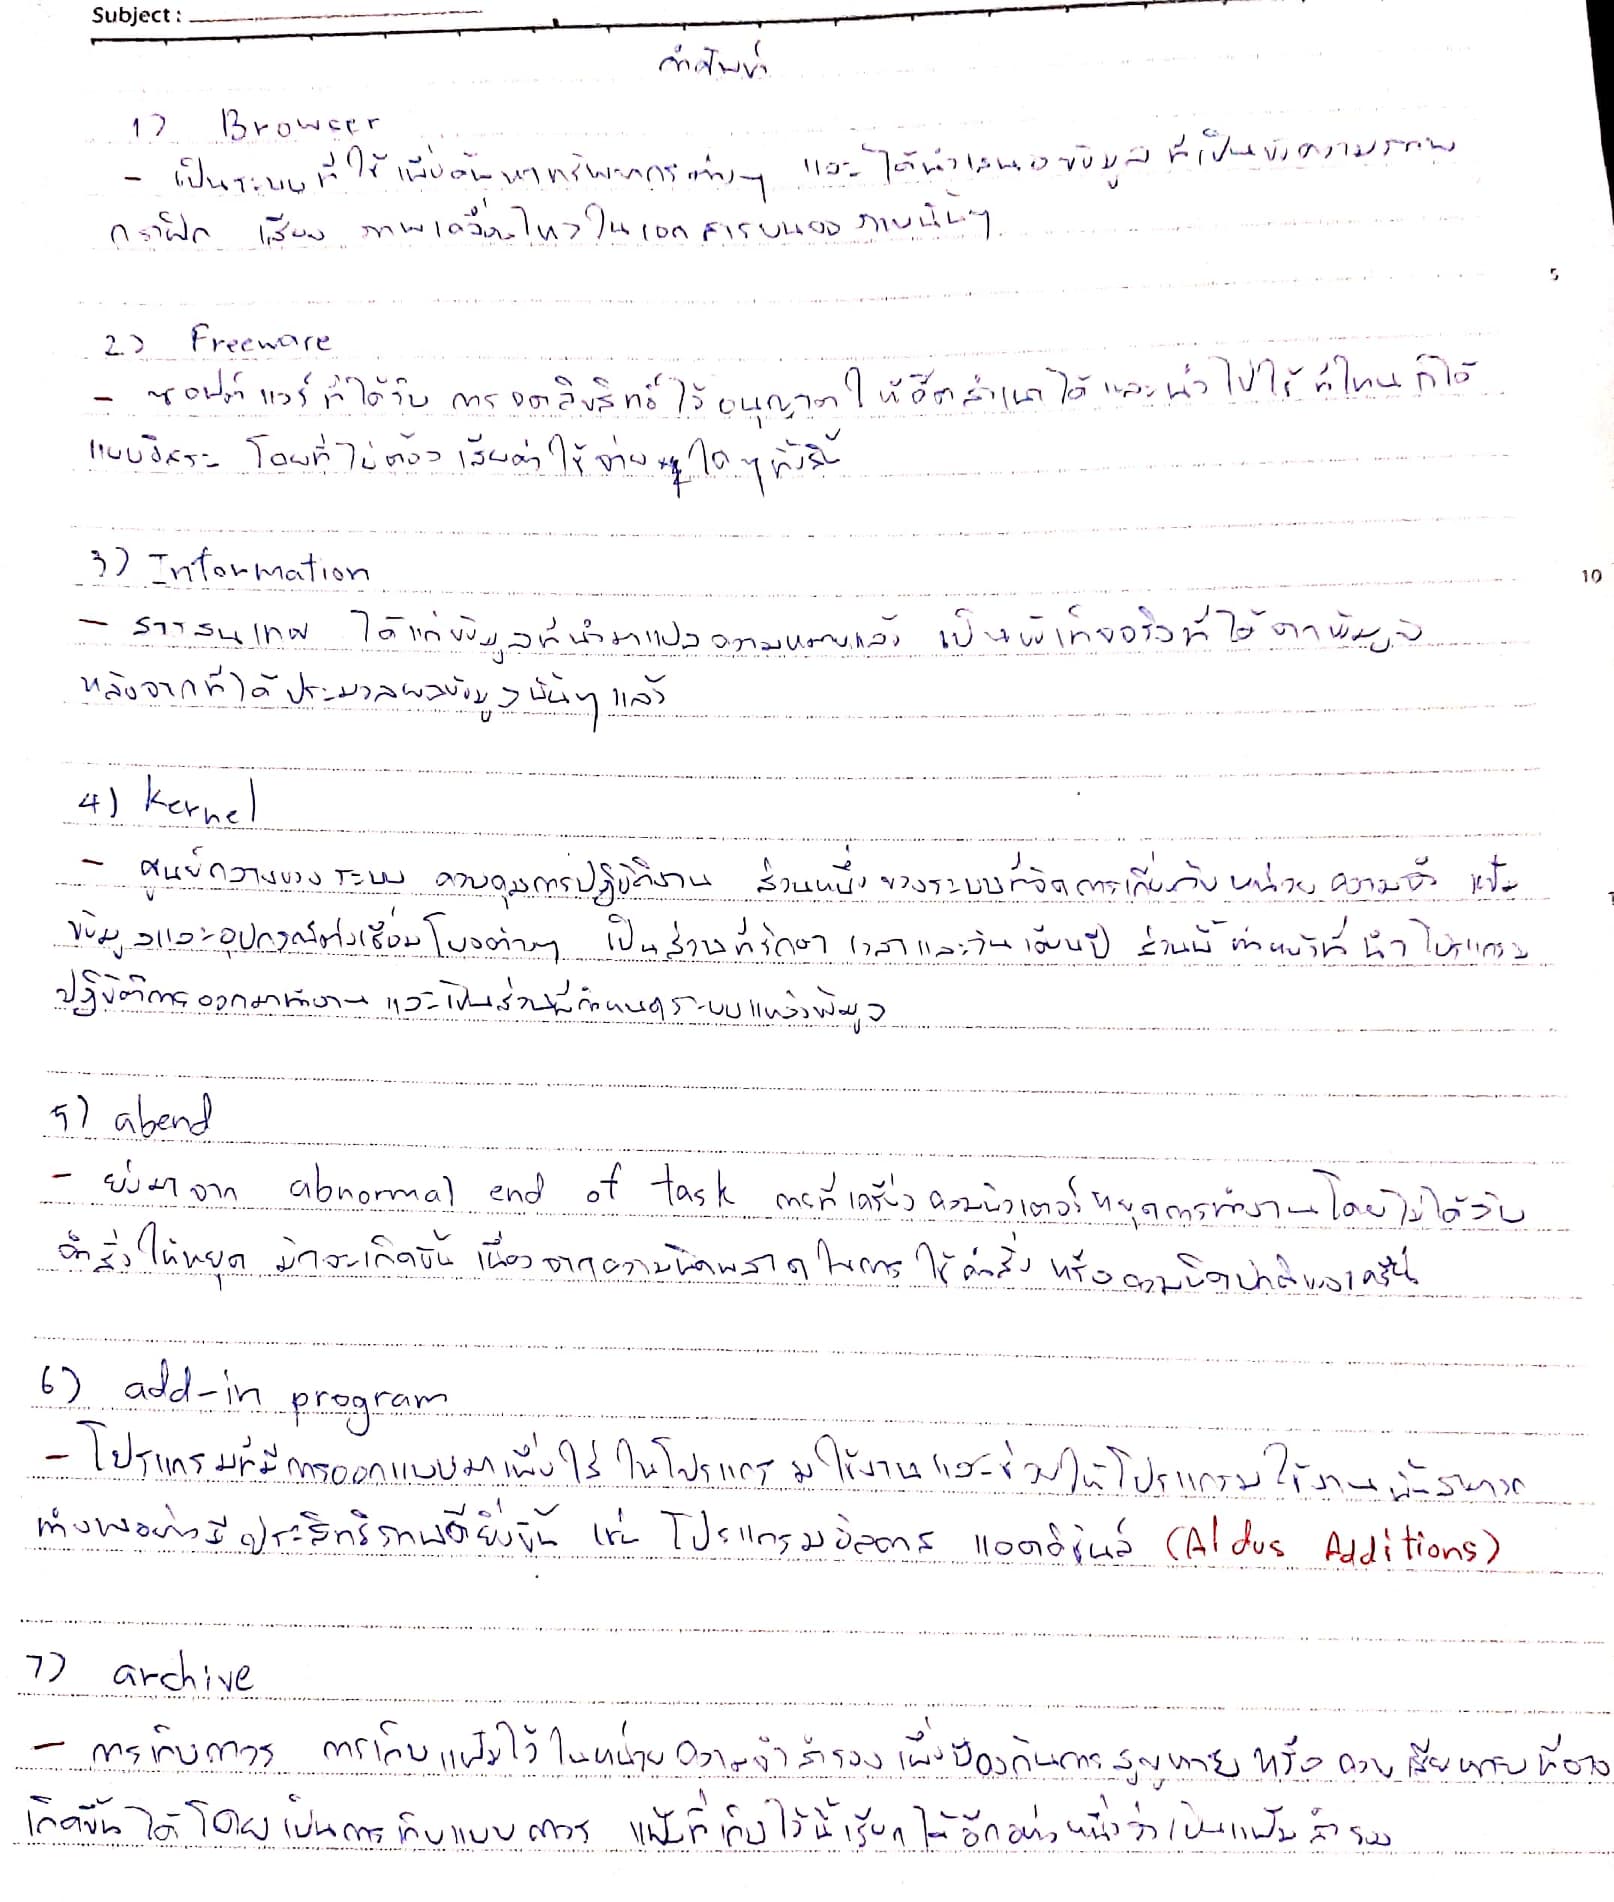 Subject :
คำศัพท์
1) Browser
- เป็นระบบที่ใช้เพื่อค้นหาทรัพยากรต่างๆ และได้นำเสนอข้อมูลที่เป็นข้อความภาพ
กราฟิก เสียง ภาพเคลื่อนไหวในเอกสารบนจอภาพนั้นๆ
5
2) Freeware
- ซอฟต์แวร์ที่ได้รับการจดลิขสิทธิ์ไว้อนุญาตให้อัดสำเนาได้และนำไปใช้ที่ไหนก็ได้
แบบอิสระ โดยที่ไม่ต้องเสียค่าใช้จ่ายใดๆทั้งสิ้น
3) Information
10
- สารสนเทศ ได้แก่ข้อมูลที่นำมาแปลความหมายแล้ว เป็นข้อเท็จจริงที่ได้จากข้อมูล
หลังจากที่ได้ประมวลผลข้อมูลนั้นๆแล้ว
4) Kernel
- ศูนย์กลางของระบบ ควบคุมการปฏิบัติงาน ส่วนหนึ่งของระบบที่จัดการเกี่ยวกับหน่วยความจำ แฟ้ม
ข้อมูลและอุปกรณ์ต่อเชื่อมโยงต่างๆ เป็นส่วนที่รักษาเวลาและวันเดือนปี ส่วนนี้ทำหน้าที่นำโปรแกรม
ปฏิบัติการออกมาทำงาน และเป็นส่วนที่กำหนดระบบแหล่งข้อมูล
5) abend
- ย่อมาจาก abnormal end of task การที่เครื่องคอมพิวเตอร์หยุดการทำงานโดยไม่ได้รับ
คำสั่งให้หยุด มักจะเกิดขึ้นเนื่องจากความผิดพลาดในการใช้คำสั่ง หรือความผิดปกติของเครื่อง
6) add-in program
- โปรแกรมที่มีการออกแบบมาเพื่อใช้ในโปรแกรมใช้งานและช่วยให้โปรแกรมใช้งานนั้นสามารถ
ทำงานอย่างมีประสิทธิภาพดียิ่งขึ้น เช่น โปรแกรมอัลดาส แอดดิชันส์ (Aldus Additions)
7) archive
- การเก็บถาวร การเก็บแฟ้มไว้ในหน่วยความจำสำรองเพื่อป้องกันการสูญหาย หรือความเสียหายที่อาจ
เกิดขึ้นได้ โดยเป็นการเก็บแบบถาวร แฟ้มที่เก็บไว้นี้เรียกได้อีกอย่างหนึ่งว่าเป็นแฟ้มสำรอง